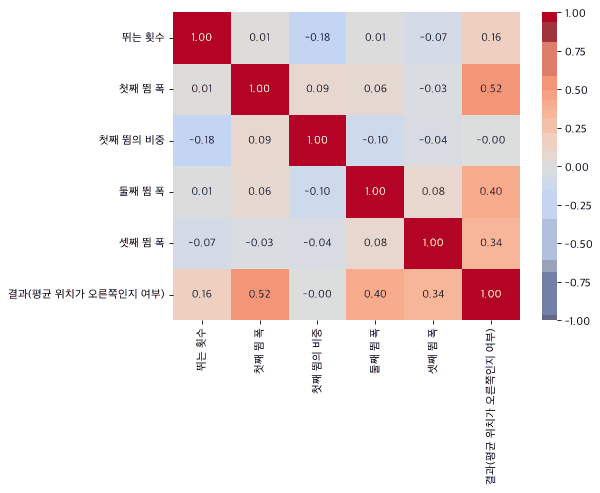 뛰는 횟수 1.00 0.01 -0.18 0.01 -0.07 0.16
첫째 뜀 폭 0.01 1.00 0.09 0.06 -0.03 0.52
첫째 뜀의 비중 -0.18 0.09 1.00 -0.10 -0.04 -0.00
둘째 뜀 폭 0.01 0.06 -0.10 1.00 0.08 0.40
셋째 뜀 폭 -0.07 -0.03 -0.04 0.08 1.00 0.34
결과(평균 위치가 오른쪽인지 여부) 0.16 0.52 -0.00 0.40 0.34 1.00
뛰는 횟수
첫째 뜀 폭
첫째 뜀의 비중
둘째 뜀 폭
셋째 뜀 폭
결과(평균 위치가 오른쪽인지 여부)
1.00
0.75
0.50
0.25
0.00
-0.25
-0.50
-0.75
-1.00